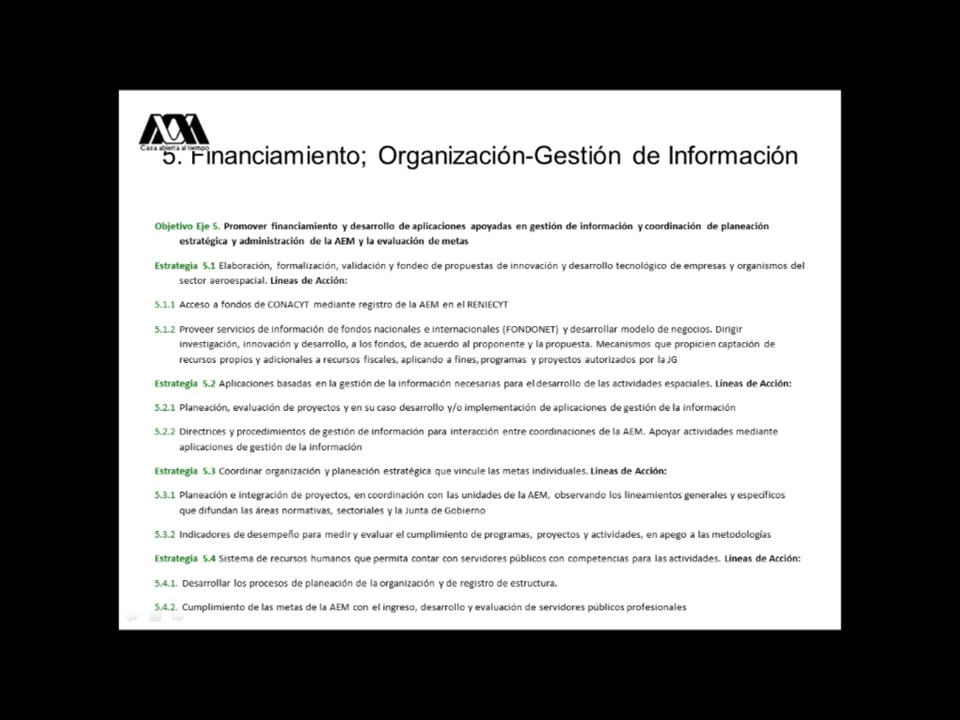 Casa abierta al tiempo
5. Financiamiento; Organización-Gestión de Información
Objetivo Eje 5. Promover financiamiento y desarrollo de aplicaciones apoyadas en gestión de información y coordinación de planeación
estratégica y administración de la AEM y la evaluación de metas
Estrategia 5.1 Elaboración, formalización, validación y fondeo de propuestas de innovación y desarrollo tecnológico de empresas y organismos del
sector aeroespacial. Líneas de Acción:
5.1.1 Acceso a fondos de CONACYT mediante registro de la AEM en el RENIECYT
5.1.2 Proveer servicios de información de fondos nacionales e internacionales (FONDONET) y desarrollar modelo de negocios. Dirigir
investigación, innovación y desarrollo, a los fondos, de acuerdo al proponente y la propuesta. Mecanismos que propicien captación de
recursos propios y adicionales a recursos fiscales, aplicando a fines, programas y proyectos autorizados por la JG
Estrategia 5.2 Aplicaciones basadas en la gestión de la información necesarias para el desarrollo de las actividades espaciales. Líneas de Acción:
5.2.1 Planeación, evaluación de proyectos y en su caso desarrollo y/o implementación de aplicaciones de gestión de la información
5.2.2 Directrices y procedimientos de gestión de información para interacción entre coordinaciones de la AEM. Apoyar actividades mediante
aplicaciones de gestión de la información
Estrategia 5.3 Coordinar organización y planeación estratégica que vincule las metas individuales. Líneas de Acción:
5.3.1 Planeación e integración de proyectos, en coordinación con las unidades de la AEM, observando los lineamientos generales y específicos
que difundan las áreas normativas, sectoriales y la Junta de Gobierno
5.3.2 Indicadores de desempeño para medir y evaluar el cumplimiento de programas, proyectos y actividades, en apego a las metodologías
Estrategia 5.4 Sistema de recursos humanos que permita contar con servidores públicos con competencias para las actividades. Líneas de Acción:
5.4.1. Desarrollar los procesos de planeación de la organización y de registro de estructura.
5.4.2. Cumplimiento de las metas de la AEM con el ingreso, desarrollo y evaluación de servidores públicos profesionales